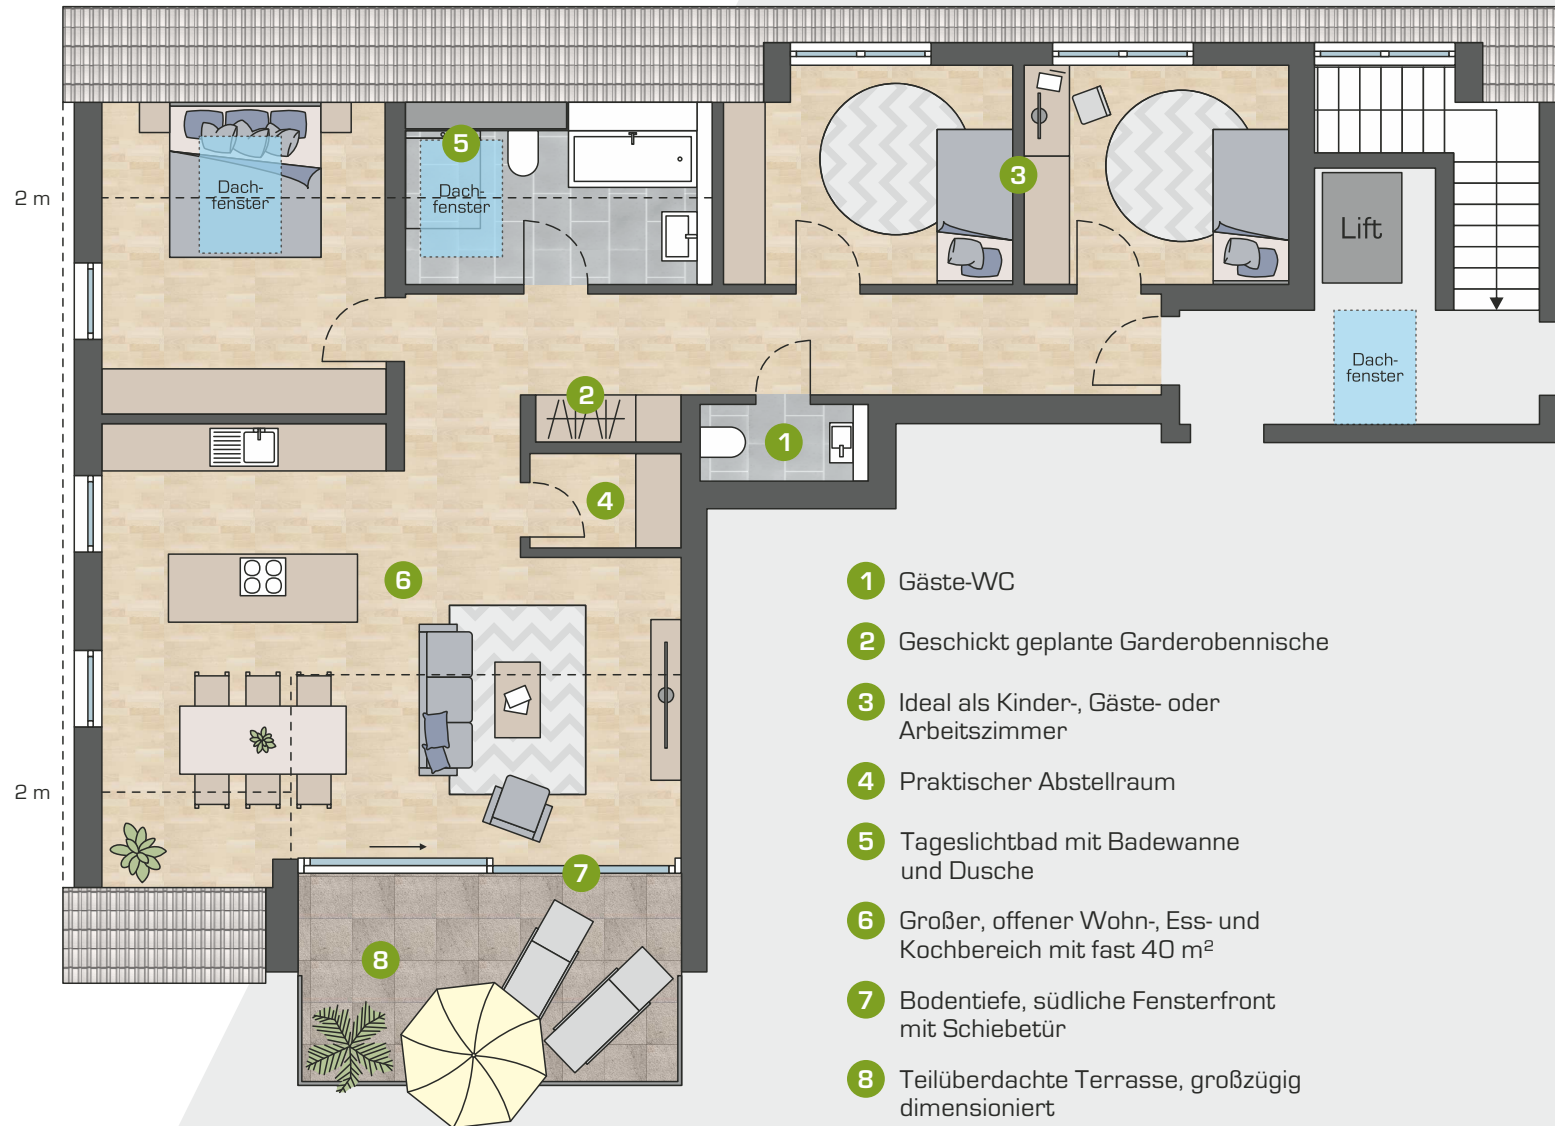 5
Dach-
fenster
Dach-
fenster
3
2 m
Lift
Dach-
fenster
2
1
4
6
2 m
7
8
1 Gäste-WC
2 Geschickt geplante Garderobennische
3 Ideal als Kinder-, Gäste- oder
Arbeitszimmer
4 Praktischer Abstellraum
5 Tageslichtbad mit Badewanne
und Dusche
6 Großer, offener Wohn-, Ess- und
Kochbereich mit fast 40 m²
7 Bodentiefe, südliche Fensterfront
mit Schiebetür
8 Teilüberdachte Terrasse, großzügig
dimensioniert